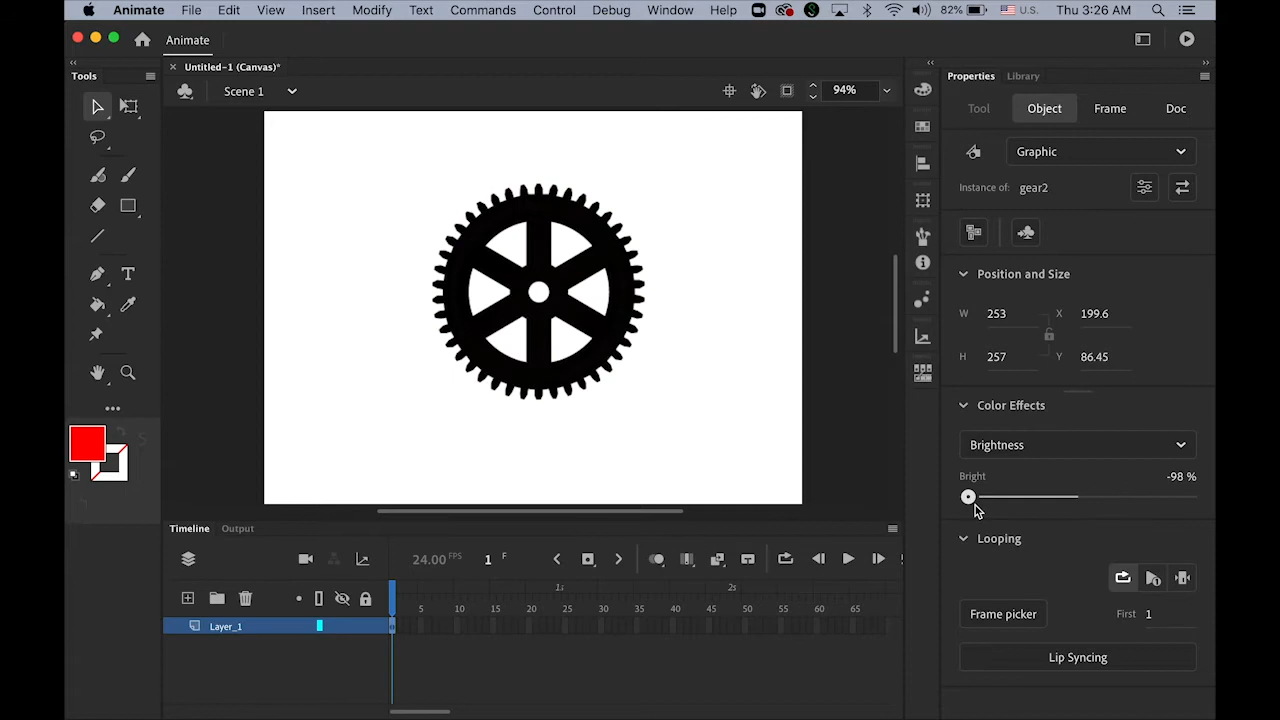 Animate File Edit View Insert Modify Text Commands Control Debug Window Help 82% U.S. Thu 3:26 AM
Animate
Tools
Untitled-1 (Canvas)*
Properties Library
Scene 1
94%
Tool Object Frame Doc
Graphic
Instance of: gear2
Position and Size
W 253 X 199.6
H 257 Y 86.45
Color Effects
Brightness
Bright -98 %
Looping
Frame picker First 1
Lip Syncing
Timeline Output
24.00 FPS 1 F
1s 2s
5 10 15 20 25 30 35 40 45 50 55 60 65
Layer_1